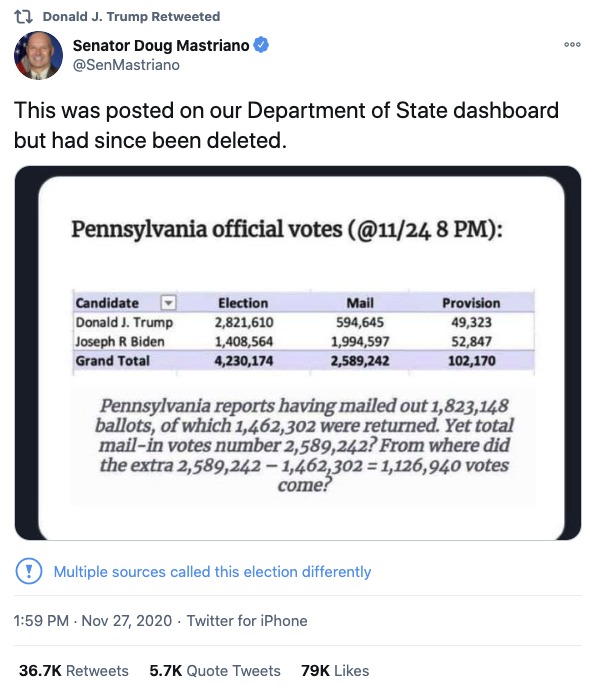 Donald J. Trump Retweeted
Senator Doug Mastriano
@SenMastriano
This was posted on our Department of State dashboard
but had since been deleted.
Pennsylvania official votes (@11/24 8 PM):
Candidate Election Mail Provision
Donald J. Trump 2,821,610 594,645 49,323
Joseph R Biden 1,408,564 1,994,597 52,847
Grand Total 4,230,174 2,589,242 102,170
Pennsylvania reports having mailed out 1,823,148
ballots, of which 1,462,302 were returned. Yet total
mail-in votes number 2,589,242? From where did
the extra 2,589,242 – 1,462,302 = 1,126,940 votes
come?
Multiple sources called this election differently
1:59 PM · Nov 27, 2020 · Twitter for iPhone
36.7K Retweets 5.7K Quote Tweets 79K Likes